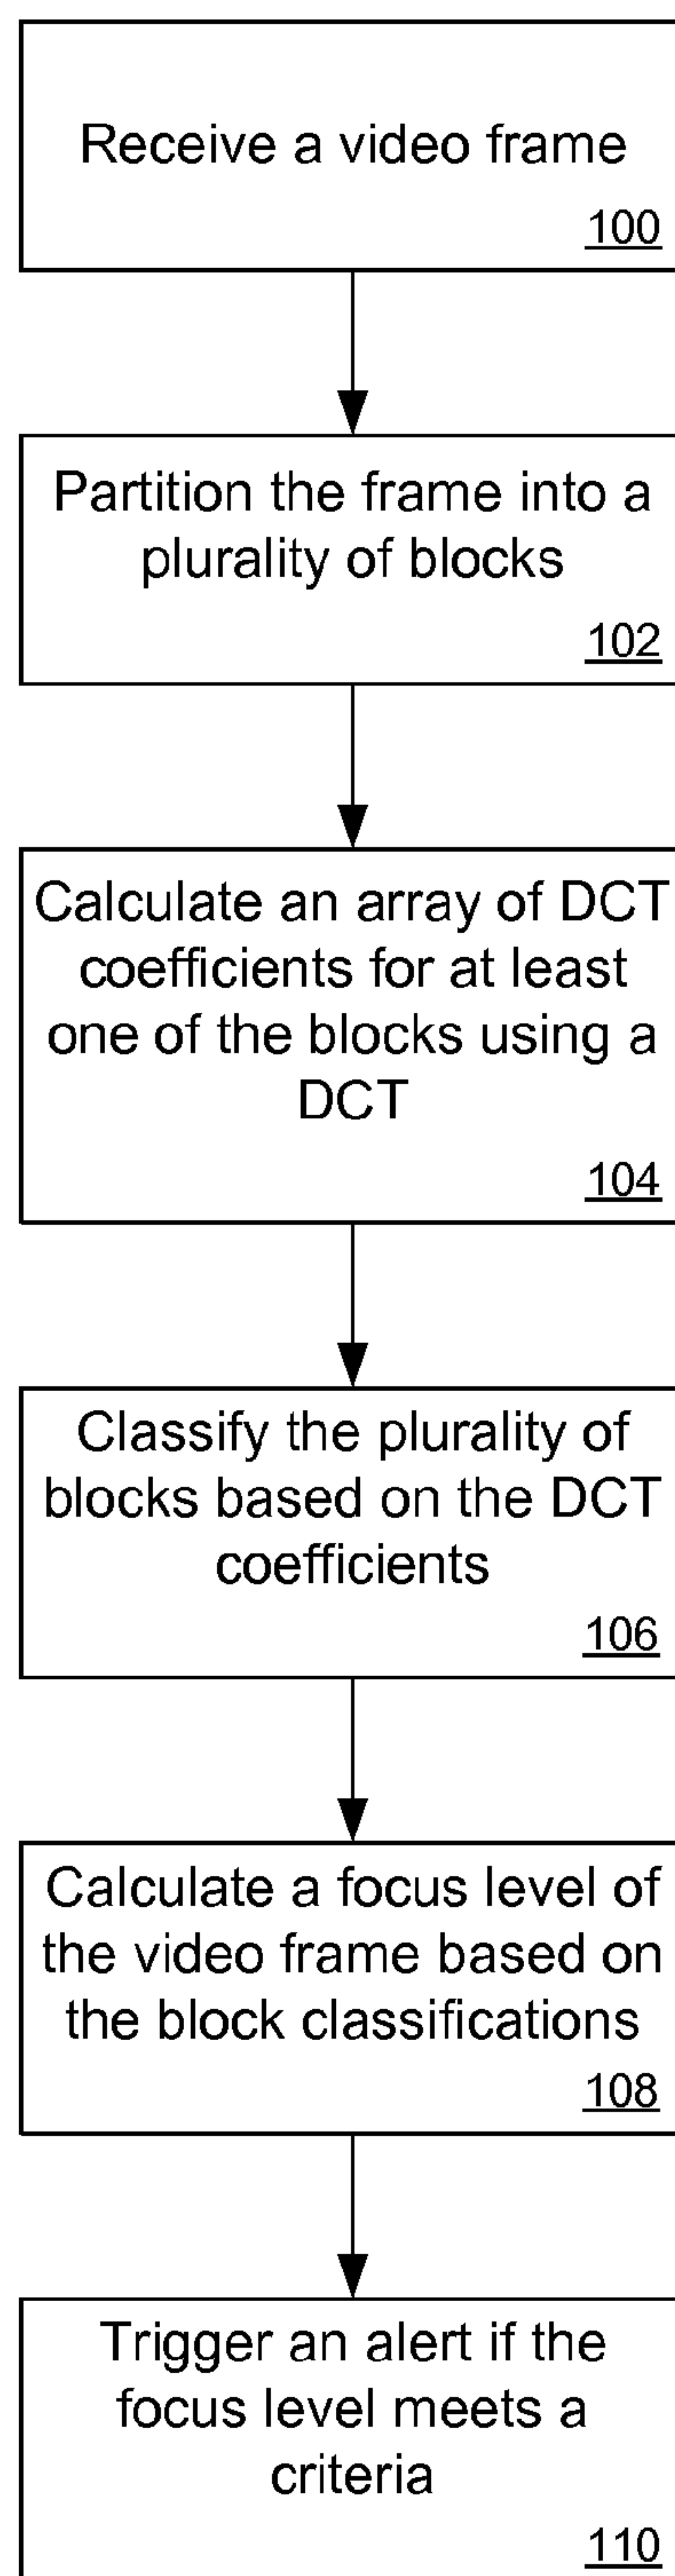 Receive a video frame
100
Partition the frame into a
plurality of blocks
102
Calculate an array of DCT
coefficients for at least
one of the blocks using a
DCT
104
Classify the plurality of
blocks based on the DCT
coefficients
106
Calculate a focus level of
the video frame based on
the block classifications
108
Trigger an alert if the
focus level meets a
criteria
110